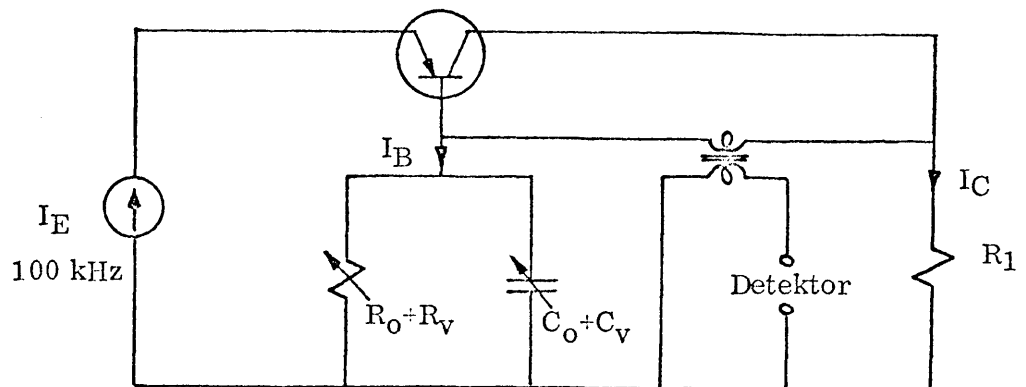 I_B
I_E
100 kHz
I_C
R_1
R_o÷R_v
C_o÷C_v
Detektor